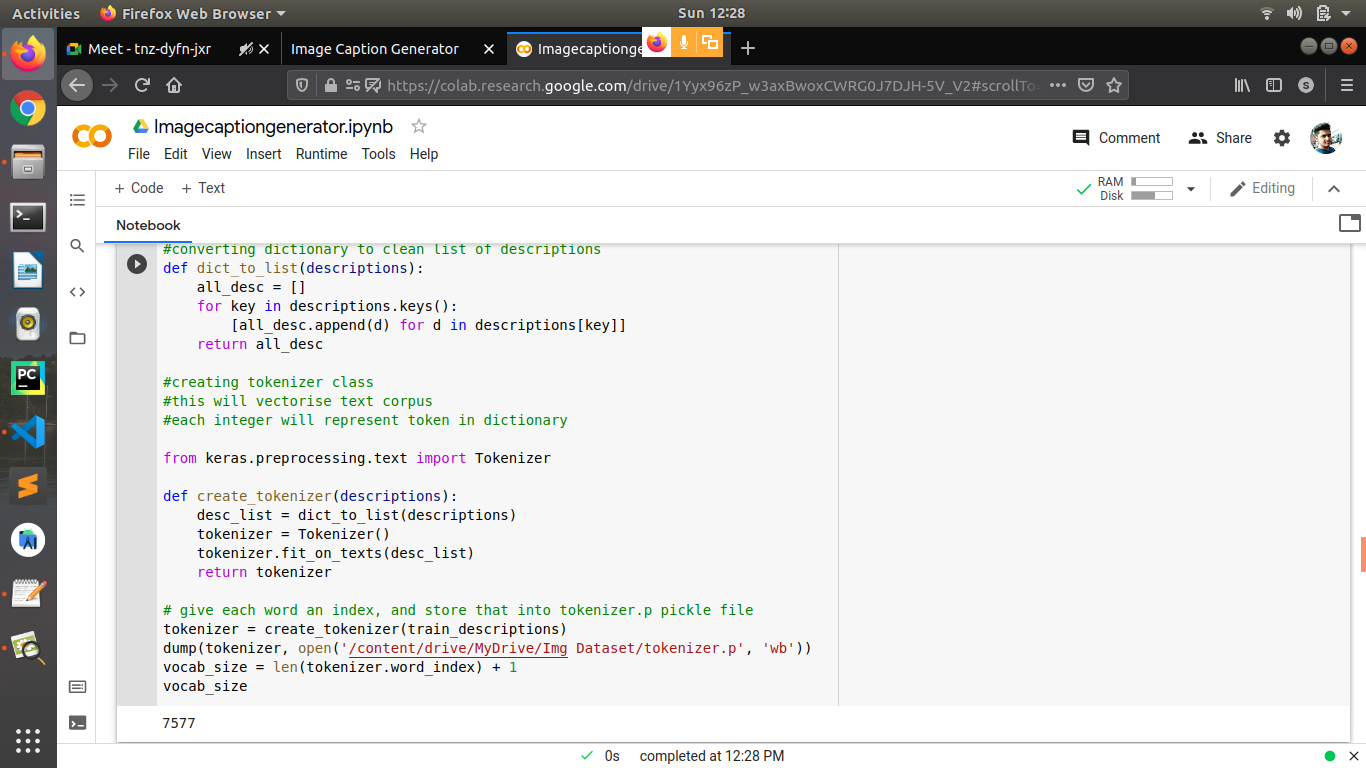 Activities Firefox Web Browser Sun 12:28
Meet - tnz-dyfn-jxr Image Caption Generator Imagecaptionge
https://colab.research.google.com/drive/1Yyx96zP_w3axBwoxCWRG0J7DJH-5V_V2#scrollTo
S
CO Imagecaptiongenerator.ipynb Comment Share
File Edit View Insert Runtime Tools Help
+ Code + Text RAM Editing
Disk
Notebook
#converting dictionary to clean list of descriptions
def dict_to_list(descriptions):
    all_desc = []
    for key in descriptions.keys():
        [all_desc.append(d) for d in descriptions[key]]
    return all_desc
#creating tokenizer class
#this will vectorise text corpus
#each integer will represent token in dictionary
from keras.preprocessing.text import Tokenizer
def create_tokenizer(descriptions):
    desc_list = dict_to_list(descriptions)
    tokenizer = Tokenizer()
    tokenizer.fit_on_texts(desc_list)
    return tokenizer
# give each word an index, and store that into tokenizer.p pickle file
tokenizer = create_tokenizer(train_descriptions)
dump(tokenizer, open('/content/drive/MyDrive/Img Dataset/tokenizer.p', 'wb'))
vocab_size = len(tokenizer.word_index) + 1
vocab_size
7577
0s completed at 12:28 PM
PC